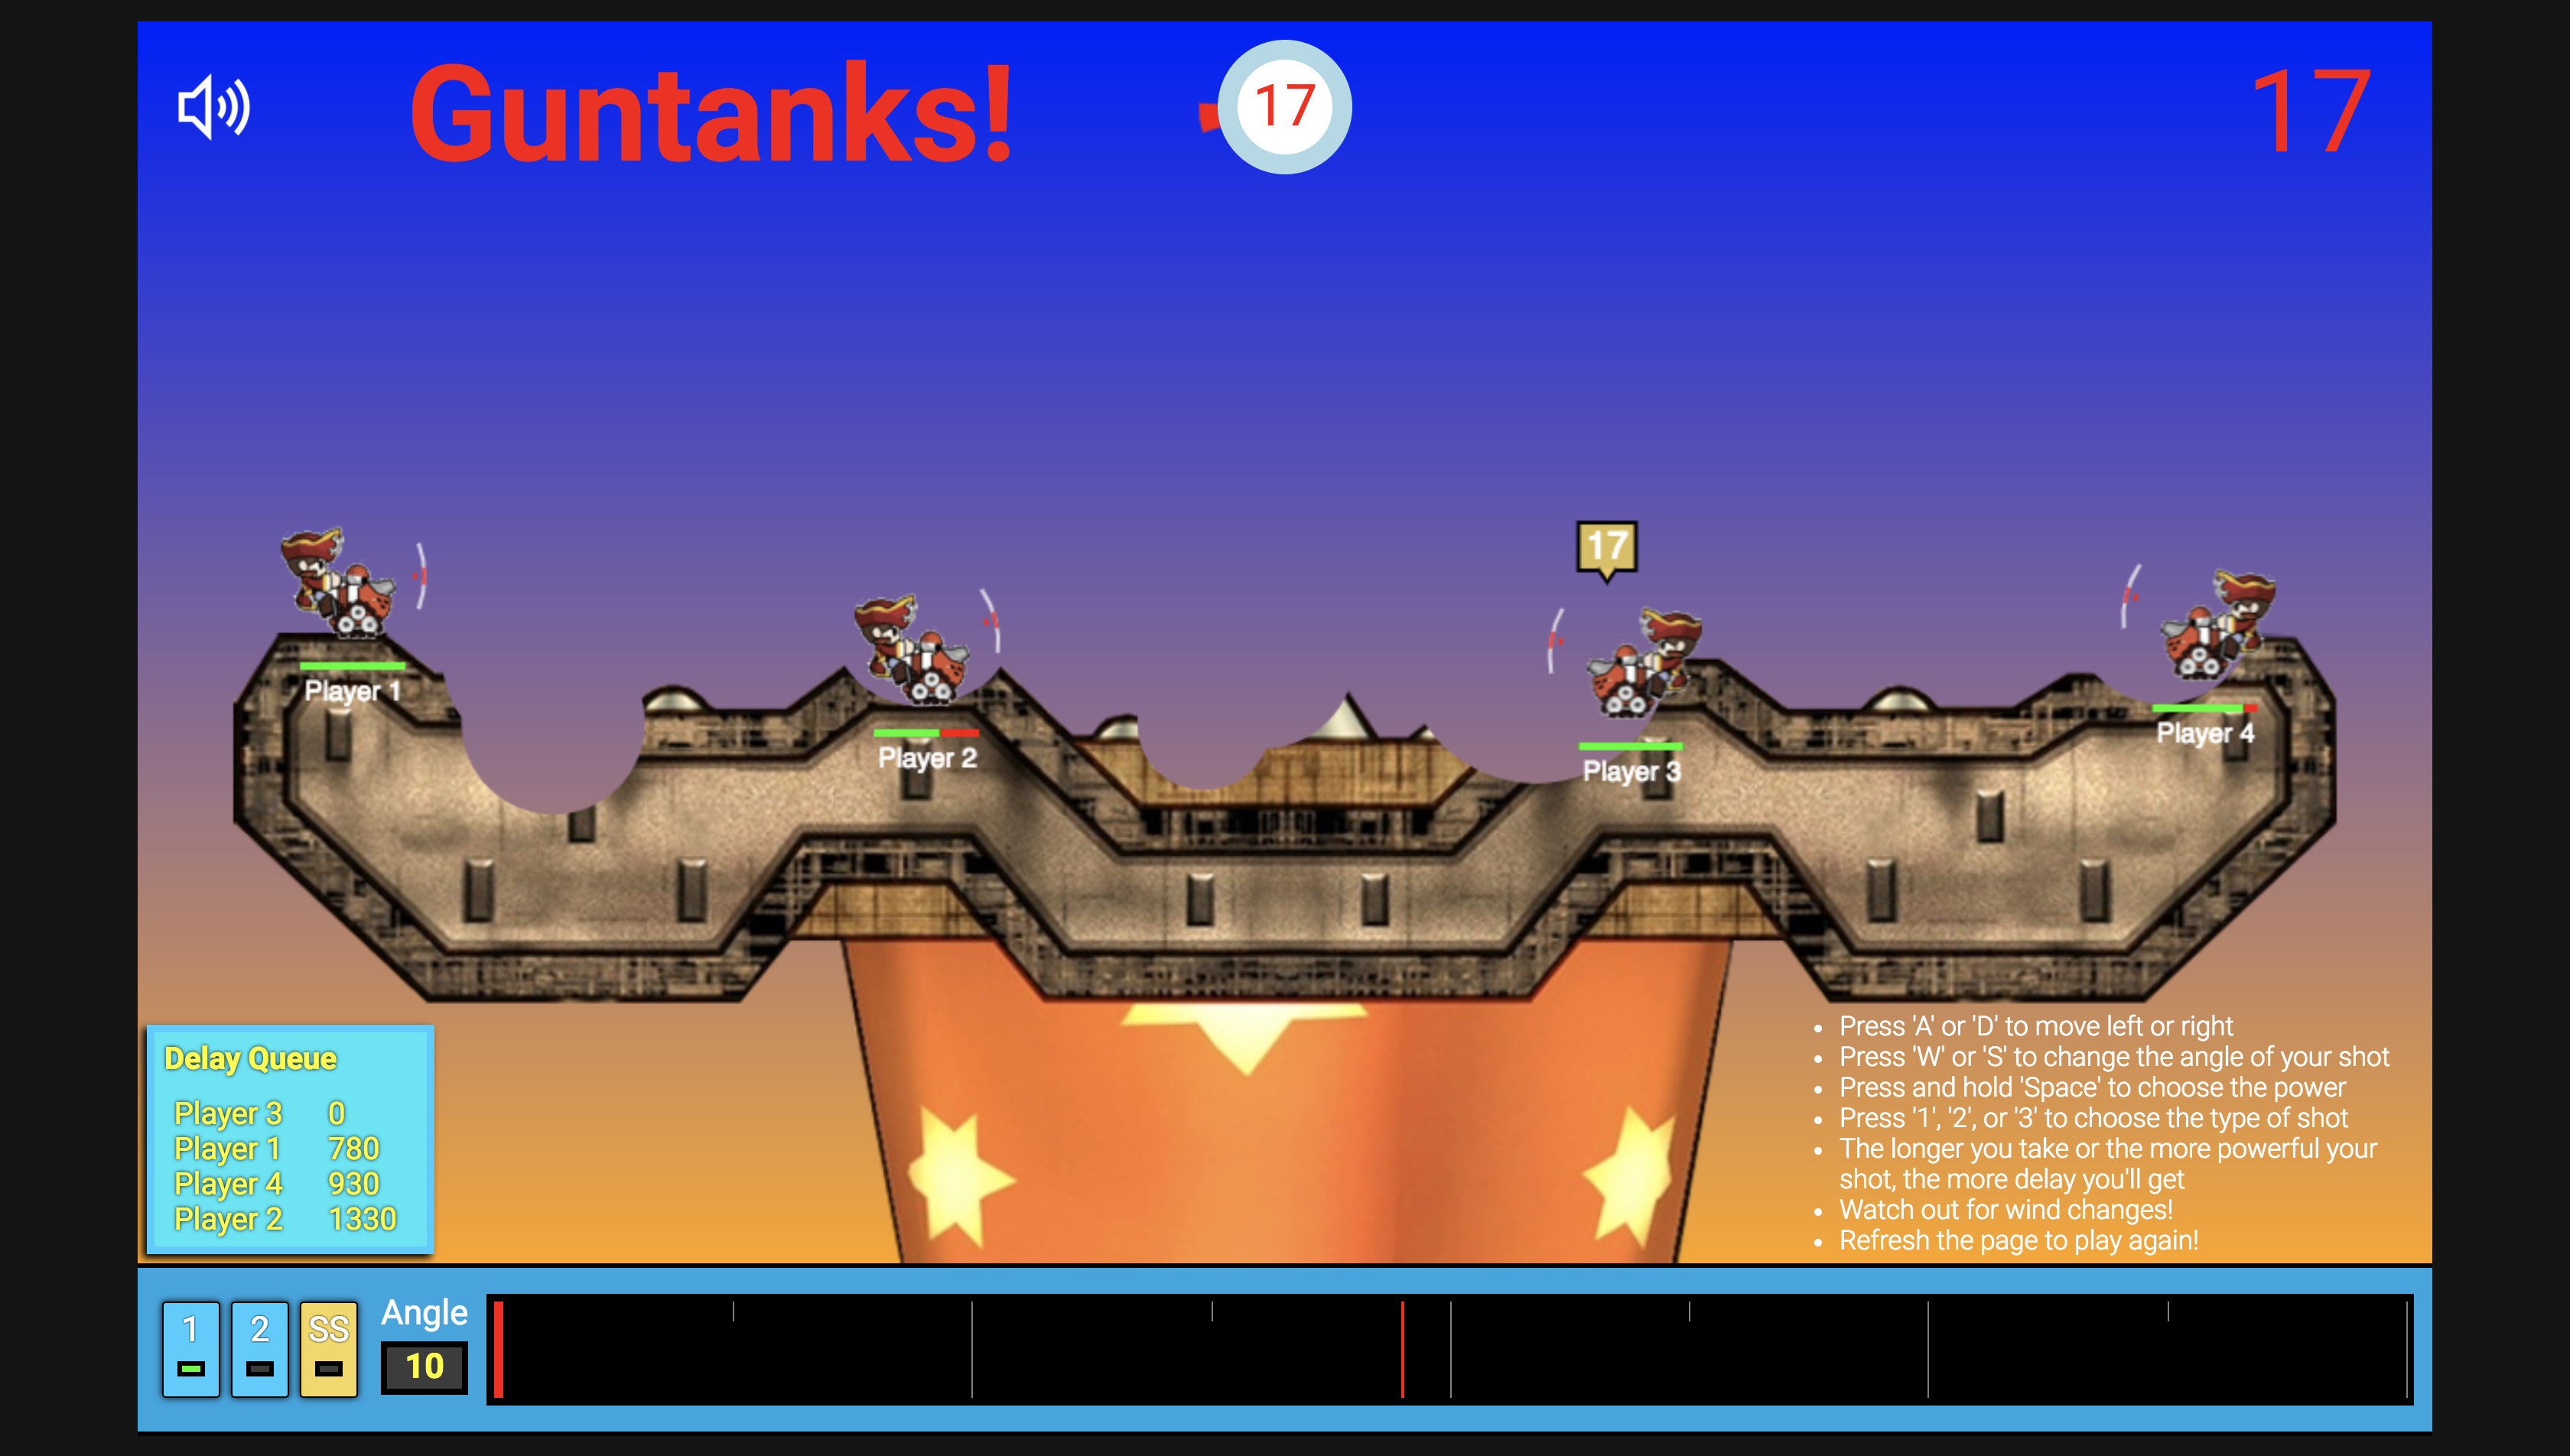 Guntanks!
17
17
17
Player 1
Player 2
Player 3
Player 4
Delay Queue
Player 3 0
Player 1 780
Player 4 930
Player 2 1330
• Press 'A' or 'D' to move left or right
• Press 'W' or 'S' to change the angle of your shot
• Press and hold 'Space' to choose the power
• Press '1', '2', or '3' to choose the type of shot
• The longer you take or the more powerful your
shot, the more delay you'll get
• Watch out for wind changes!
• Refresh the page to play again!
1 2 SS
Angle
10